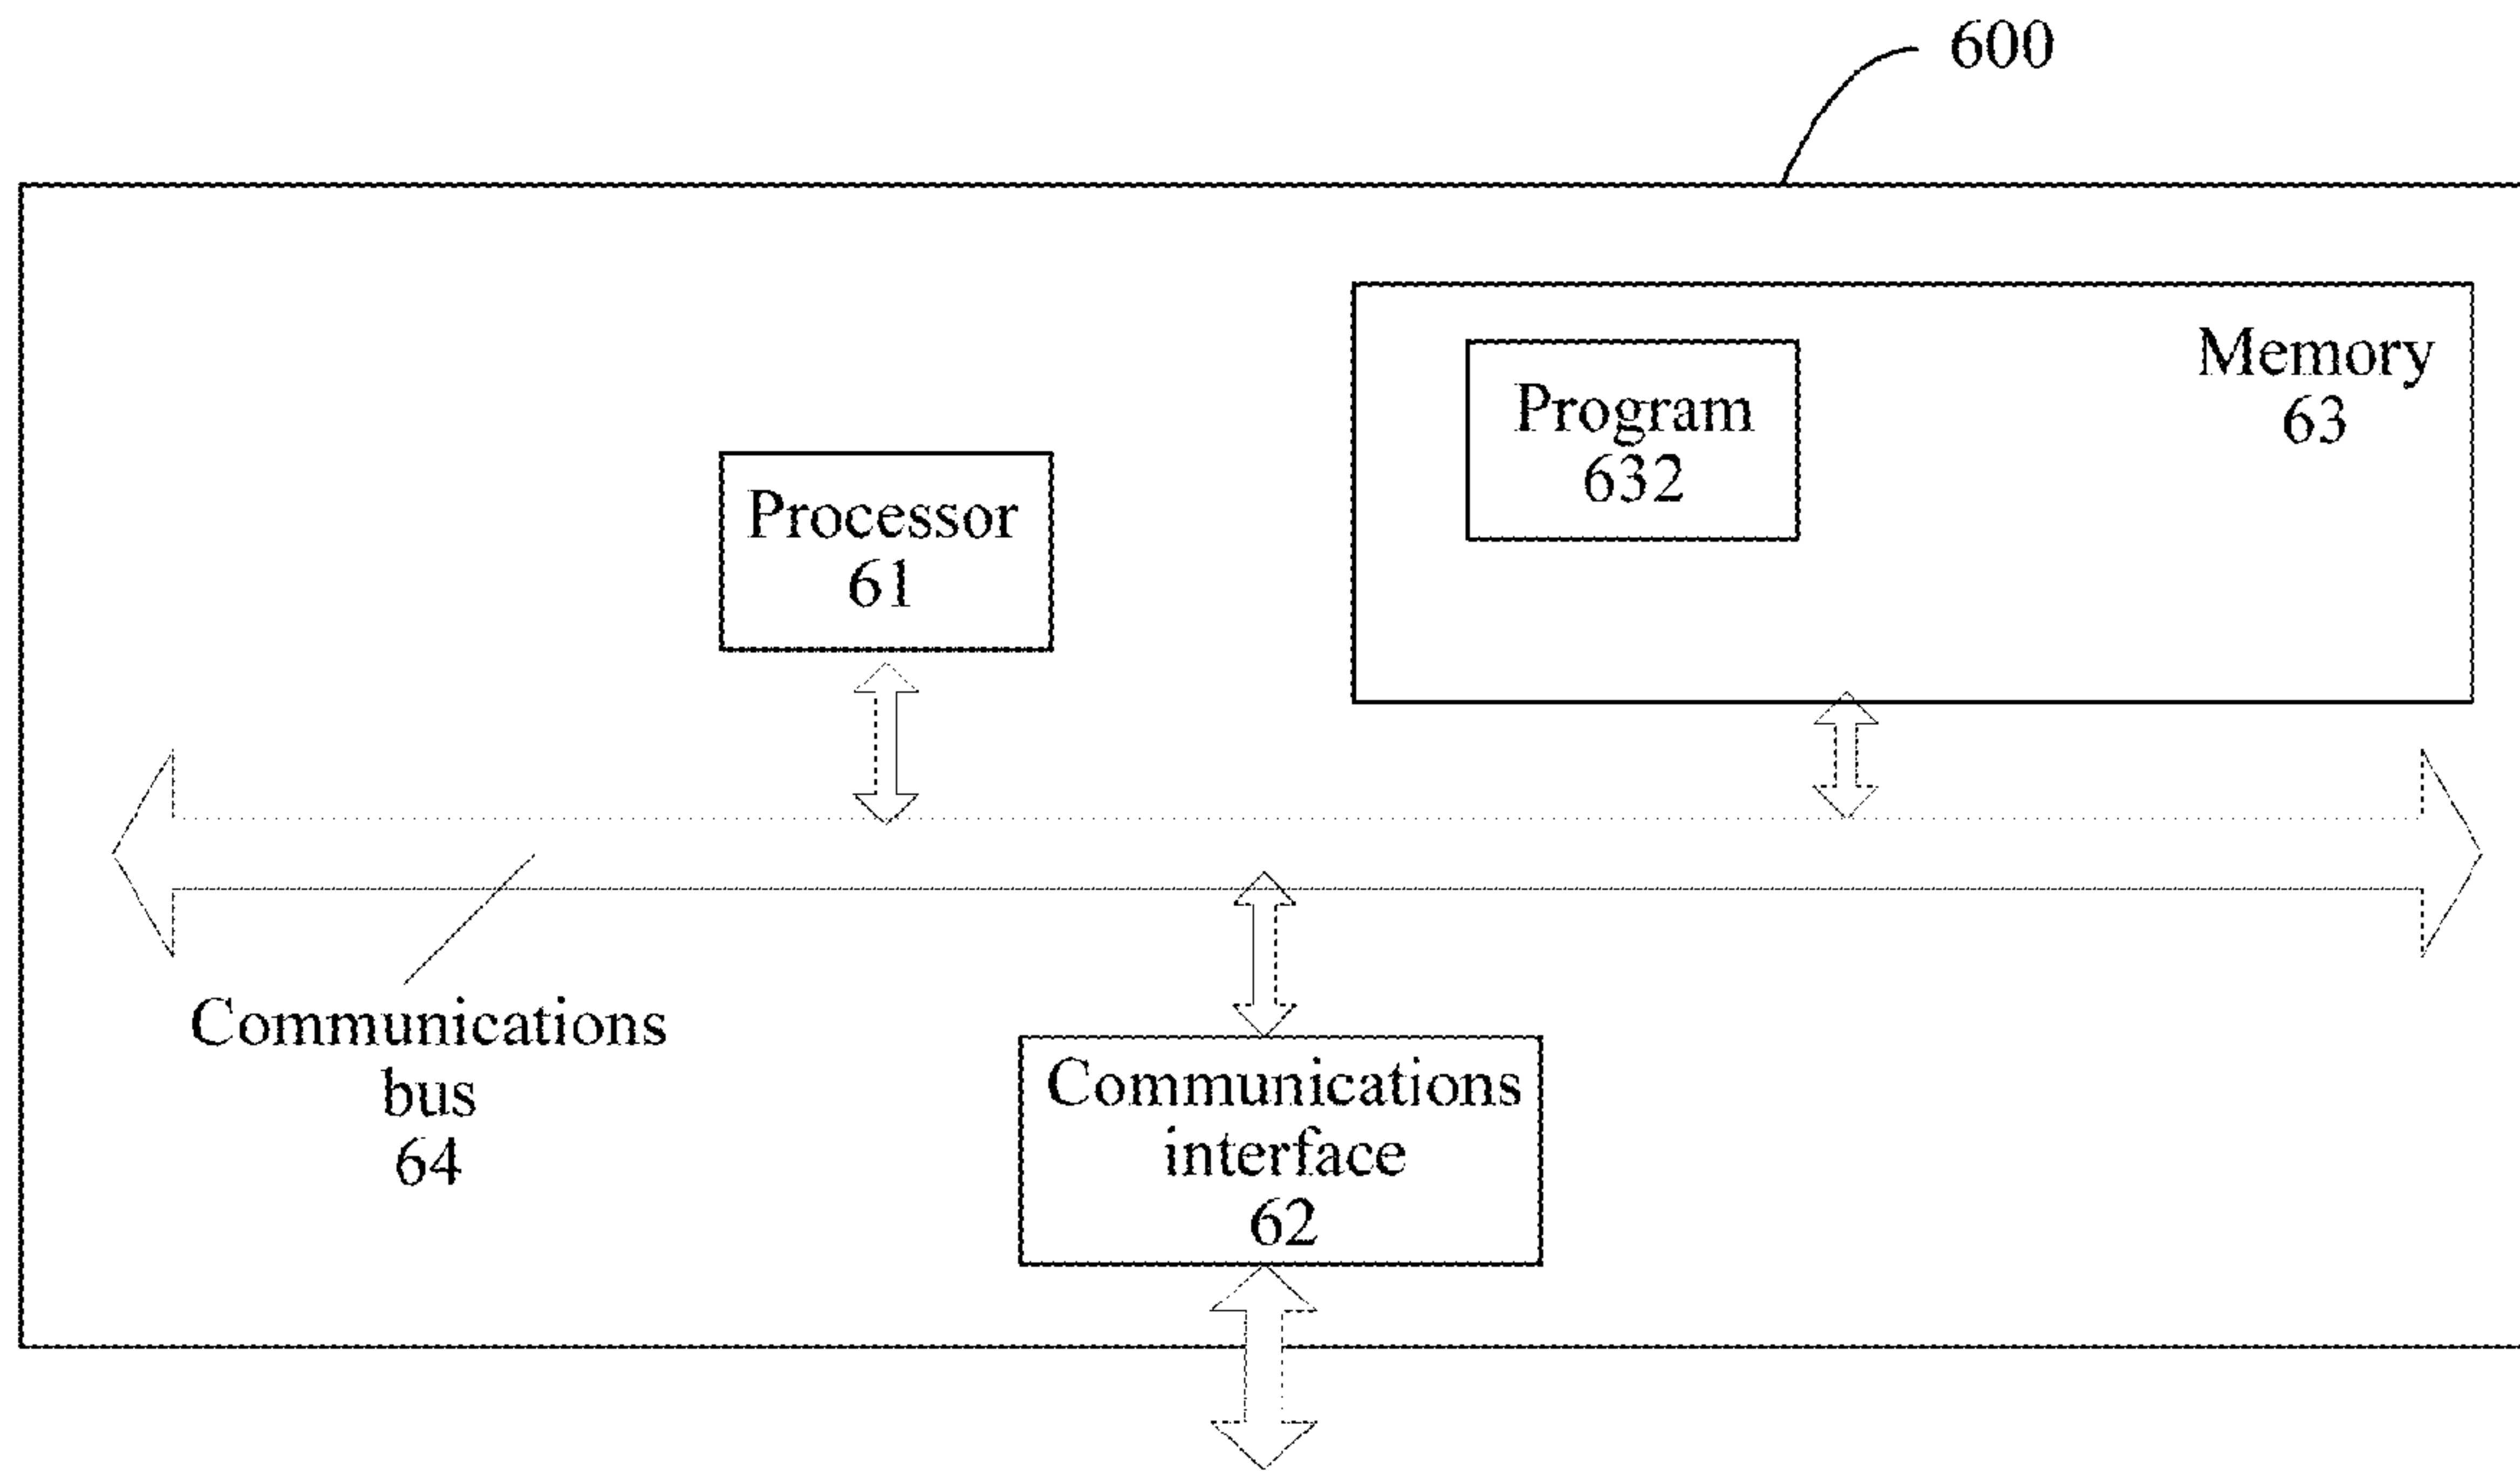 600
Memory
63
Program
632
Processor
61
Communications
bus
64
Communications
interface
62